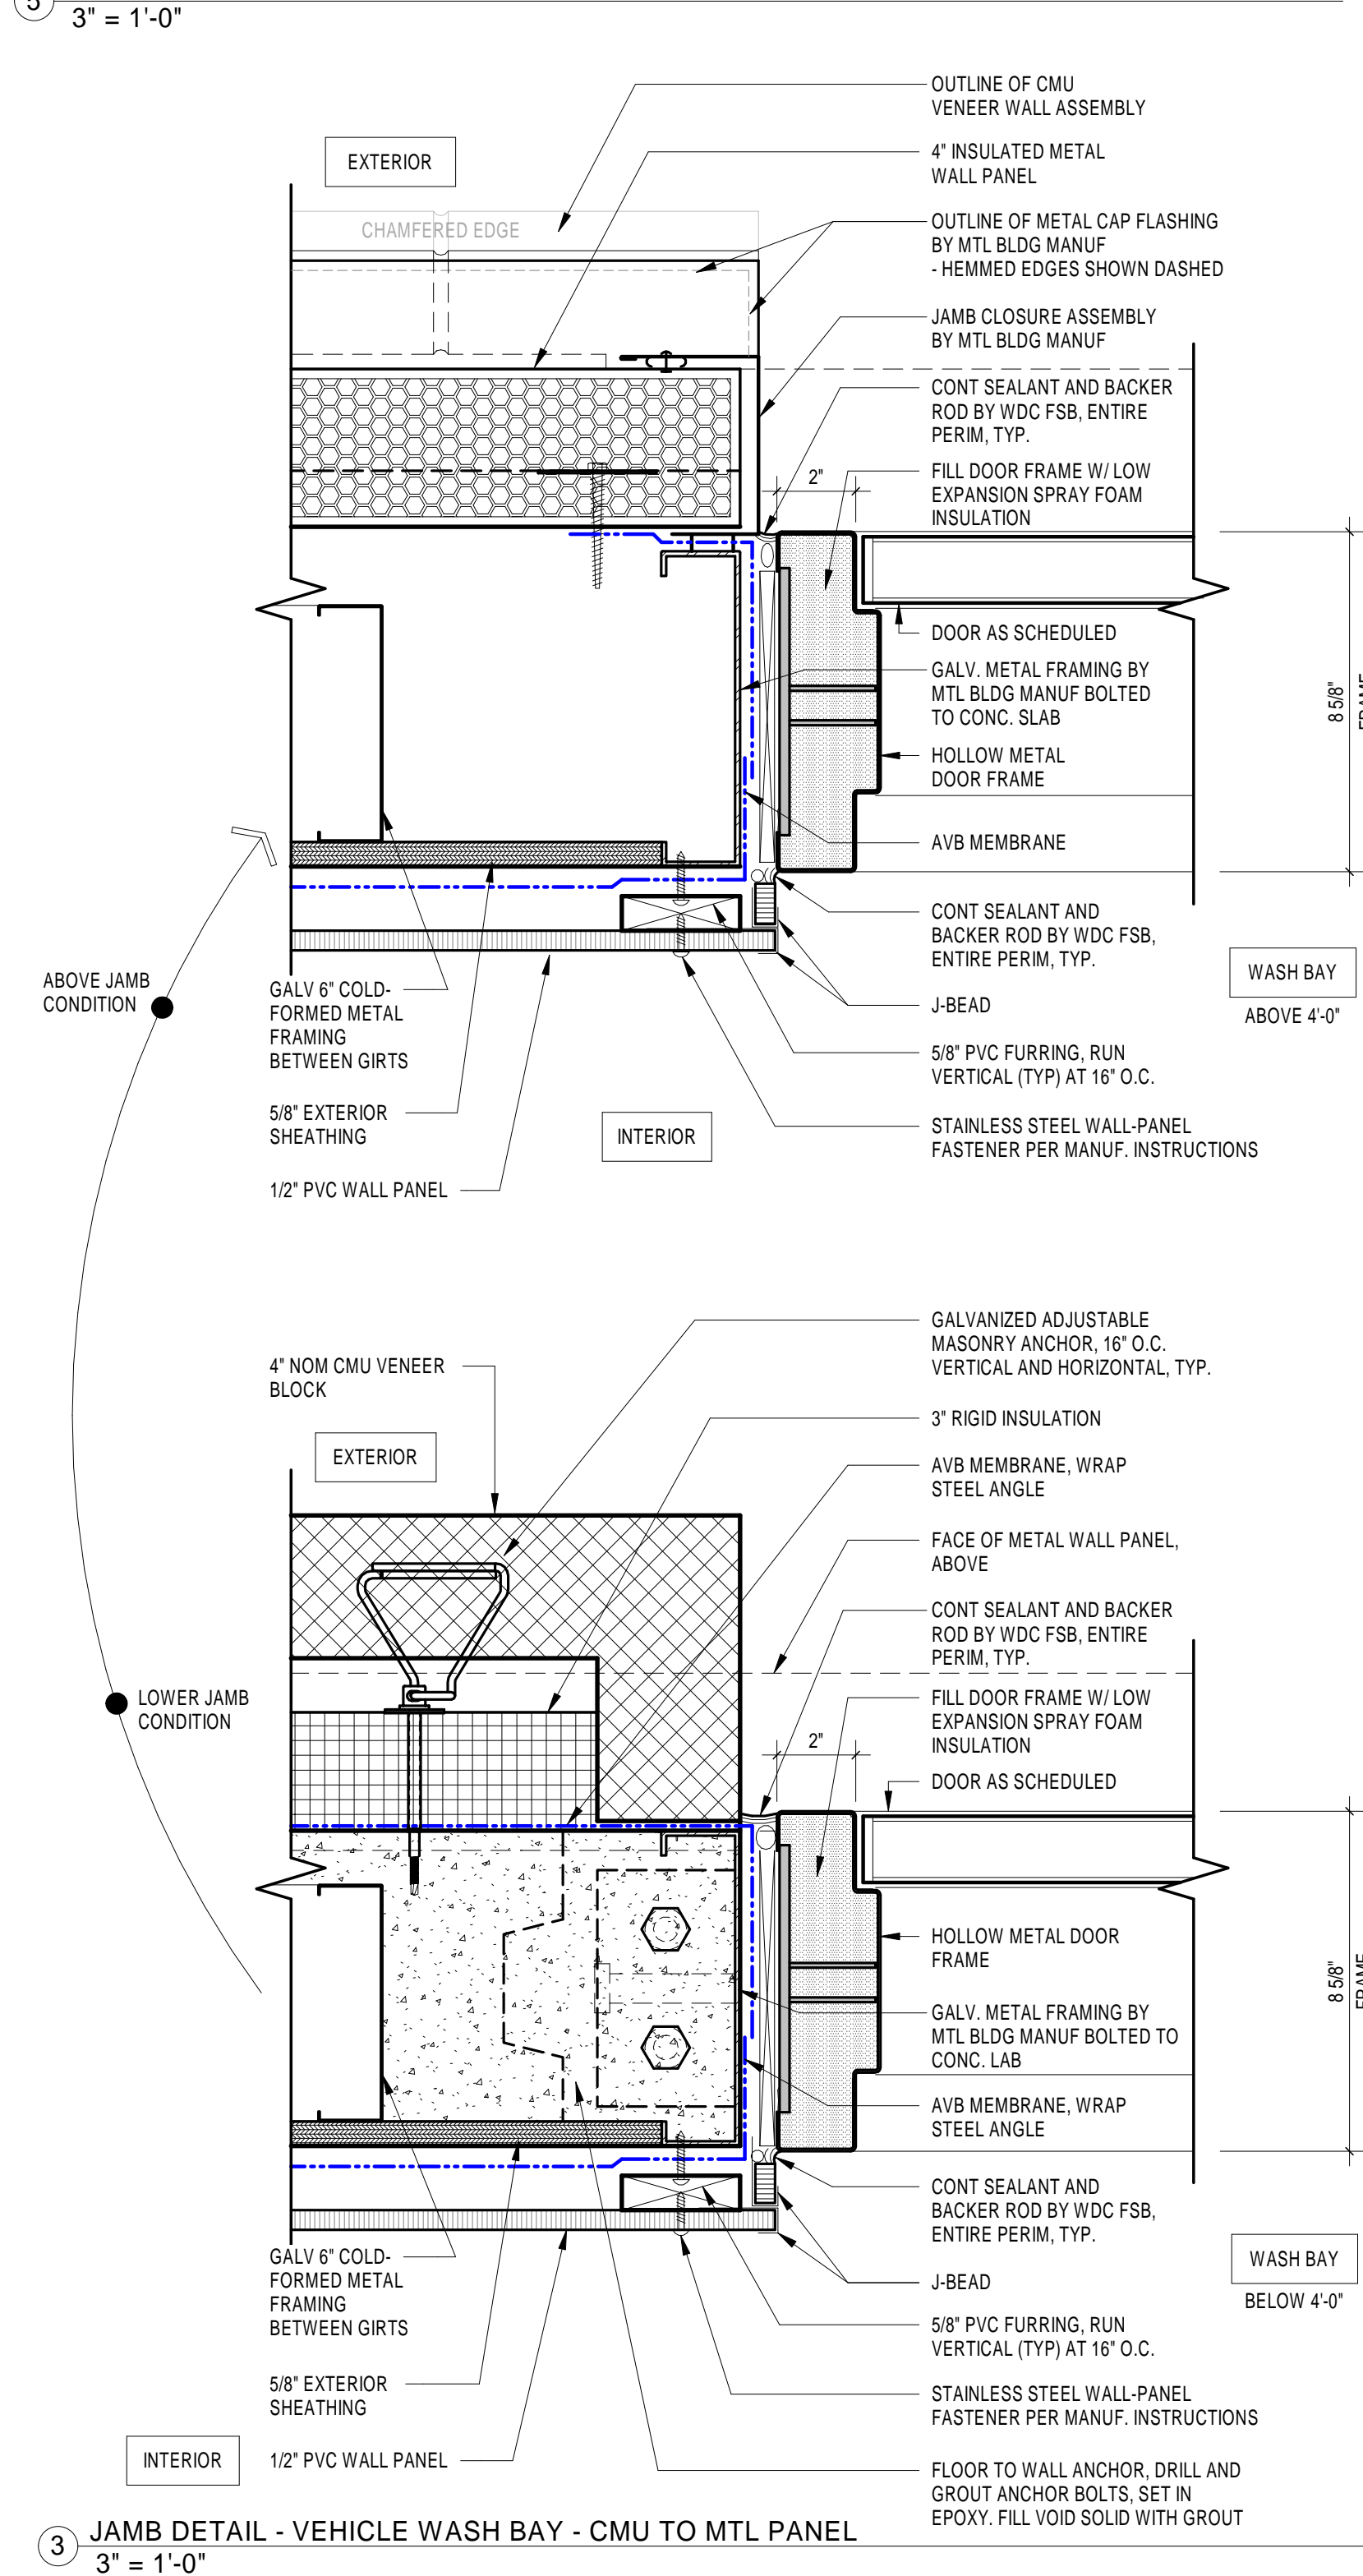 5
3" = 1'-0"
OUTLINE OF CMU
VENEER WALL ASSEMBLY
EXTERIOR
4" INSULATED METAL
WALL PANEL
CHAMFERED EDGE
OUTLINE OF METAL CAP FLASHING
BY MTL BLDG MANUF
- HEMMED EDGES SHOWN DASHED
JAMB CLOSURE ASSEMBLY
BY MTL BLDG MANUF
CONT SEALANT AND BACKER
ROD BY WDC FSB, ENTIRE
PERIM, TYP.
2"
FILL DOOR FRAME W/ LOW
EXPANSION SPRAY FOAM
INSULATION
DOOR AS SCHEDULED
GALV. METAL FRAMING BY
MTL BLDG MANUF BOLTED
TO CONC. SLAB
8 5/8"
FRAME
HOLLOW METAL
DOOR FRAME
AVB MEMBRANE
CONT SEALANT AND
BACKER ROD BY WDC FSB,
ENTIRE PERIM, TYP.
WASH BAY
ABOVE 4'-0"
ABOVE JAMB
CONDITION
GALV 6" COLD-
FORMED METAL
FRAMING
BETWEEN GIRTS
J-BEAD
5/8" PVC FURRING, RUN
VERTICAL (TYP) AT 16" O.C.
5/8" EXTERIOR
SHEATHING
INTERIOR
STAINLESS STEEL WALL-PANEL
FASTENER PER MANUF. INSTRUCTIONS
1/2" PVC WALL PANEL
GALVANIZED ADJUSTABLE
MASONRY ANCHOR, 16" O.C.
VERTICAL AND HORIZONTAL, TYP.
4" NOM CMU VENEER
BLOCK
3" RIGID INSULATION
EXTERIOR
AVB MEMBRANE, WRAP
STEEL ANGLE
FACE OF METAL WALL PANEL,
ABOVE
CONT SEALANT AND BACKER
ROD BY WDC FSB, ENTIRE
PERIM, TYP.
LOWER JAMB
CONDITION
FILL DOOR FRAME W/ LOW
EXPANSION SPRAY FOAM
INSULATION
2"
DOOR AS SCHEDULED
HOLLOW METAL DOOR
FRAME
8 5/8"
FRAME
GALV. METAL FRAMING BY
MTL BLDG MANUF BOLTED TO
CONC. LAB
AVB MEMBRANE, WRAP
STEEL ANGLE
CONT SEALANT AND
BACKER ROD BY WDC FSB,
ENTIRE PERIM, TYP.
WASH BAY
BELOW 4'-0"
GALV 6" COLD-
FORMED METAL
FRAMING
BETWEEN GIRTS
J-BEAD
5/8" PVC FURRING, RUN
VERTICAL (TYP) AT 16" O.C.
5/8" EXTERIOR
SHEATHING
STAINLESS STEEL WALL-PANEL
FASTENER PER MANUF. INSTRUCTIONS
INTERIOR
1/2" PVC WALL PANEL
FLOOR TO WALL ANCHOR, DRILL AND
GROUT ANCHOR BOLTS, SET IN
EPOXY. FILL VOID SOLID WITH GROUT
3 JAMB DETAIL - VEHICLE WASH BAY - CMU TO MTL PANEL
3" = 1'-0"